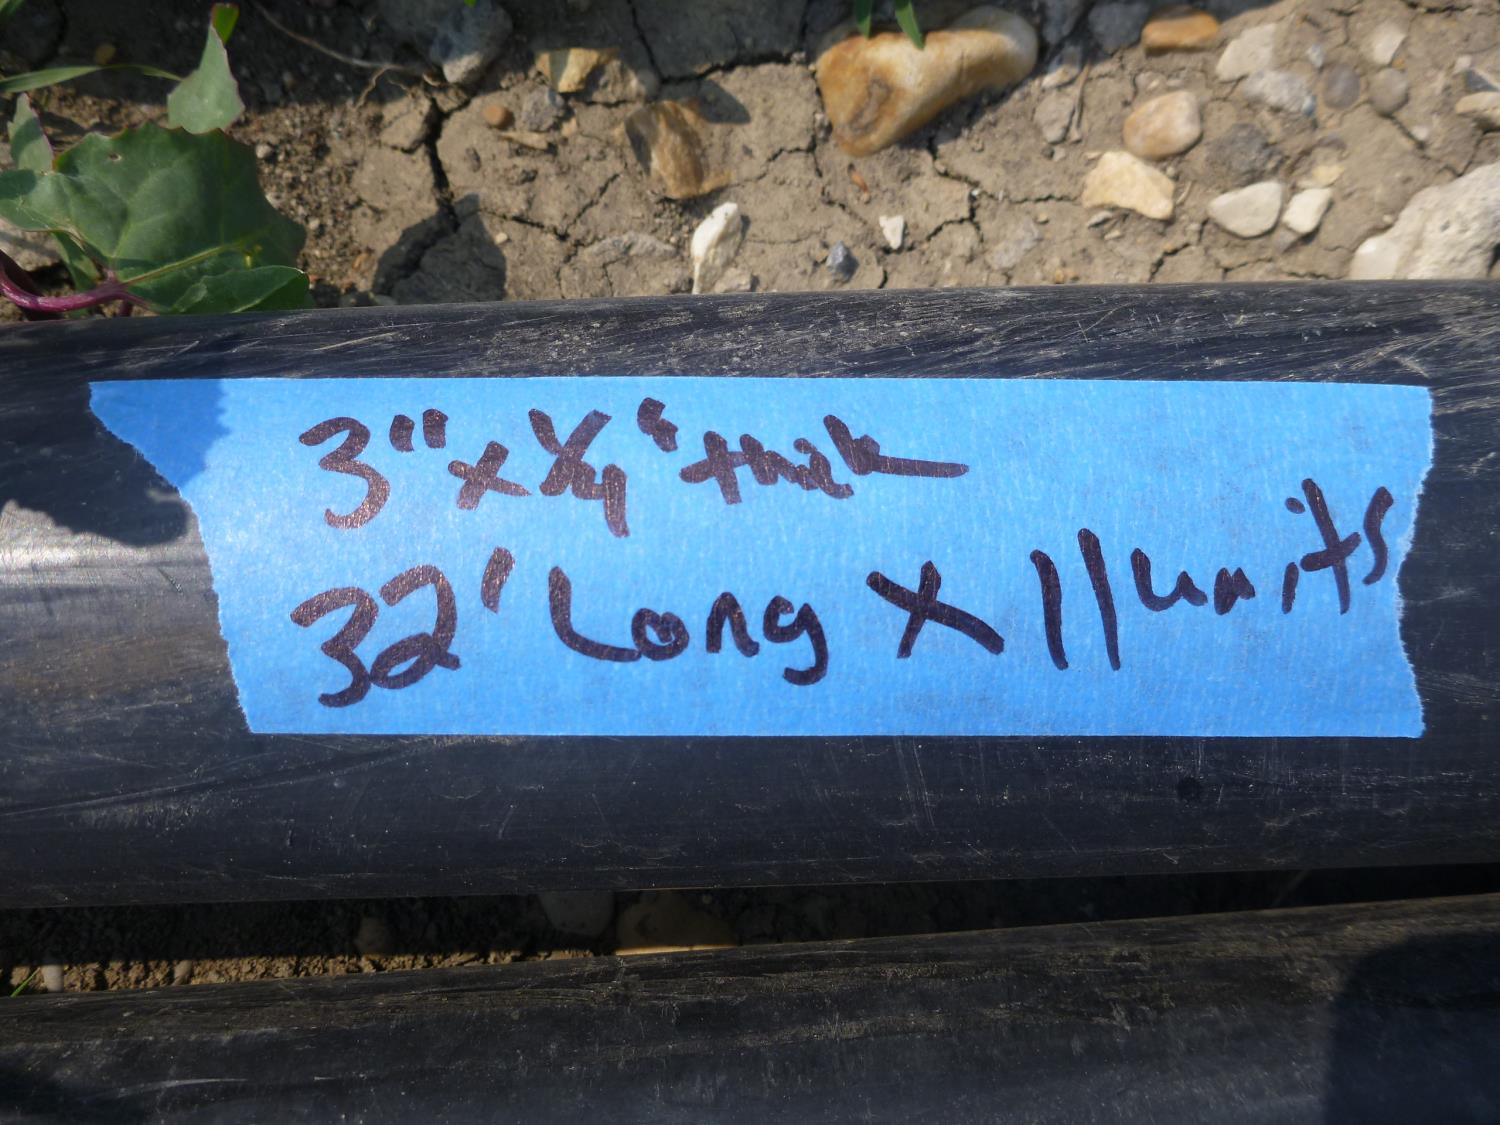 3" x 1/4" thick
32' Long x 11 units